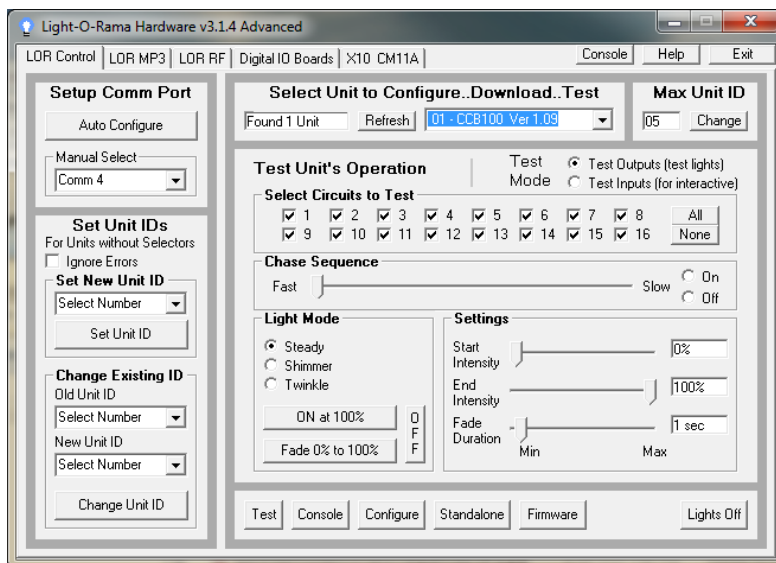 Light-O-Rama Hardware v3.1.4 Advanced
LOR Control LOR MP3 LOR RF Digital IO Boards X10 CM11A Console Help Exit
Setup Comm Port
Auto Configure
Manual Select
Comm 4
Set Unit IDs
For Units without Selectors
Ignore Errors
Set New Unit ID
Select Number
Set Unit ID
Change Existing ID
Old Unit ID
Select Number
New Unit ID
Select Number
Change Unit ID
Select Unit to Configure..Download..Test
Found 1 Unit Refresh 01 - CCB100 Ver 1.09
Max Unit ID
05 Change
Test Unit's Operation
Test Mode
Test Outputs (test lights)
Test Inputs (for interactive)
Select Circuits to Test
1 2 3 4 5 6 7 8 All
9 10 11 12 13 14 15 16 None
Chase Sequence
Fast Slow
On
Off
Light Mode
Steady
Shimmer
Twinkle
ON at 100%
Fade 0% to 100%
OFF
Settings
Start Intensity 0%
End Intensity 100%
Fade Duration 1 sec
Min Max
Test Console Configure Standalone Firmware Lights Off